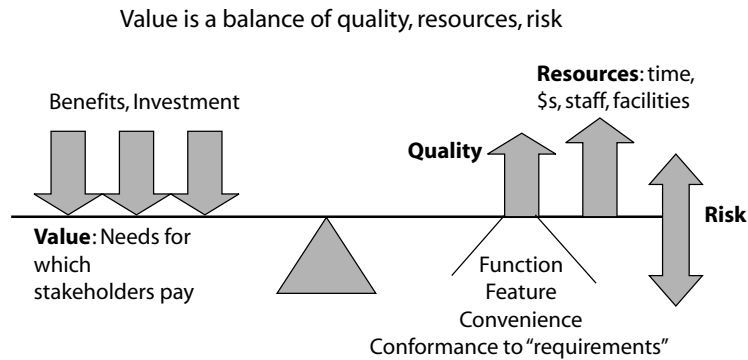 Value is a balance of quality, resources, risk
Benefits, Investment
Value: Needs for
which
stakeholders pay
Quality
Resources: time,
$s, staff, facilities
Risk
Function
Feature
Convenience
Conformance to “requirements”